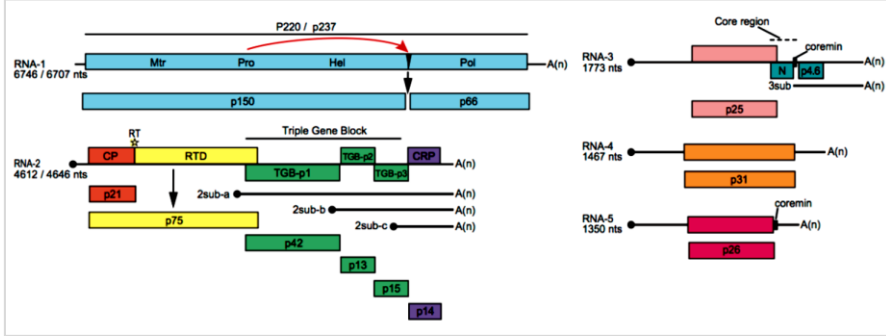 P220 / p237
RNA-1
6746 / 6707 nts
Mtr Pro Hel Pol A(n)
p150 p66
RT
Triple Gene Block
RNA-2
4612 / 4646 nts
CP RTD TGB-p1 TGB-p2 TGB-p3 CRP A(n)
p21
2sub-a A(n)
p75
2sub-b A(n)
2sub-c A(n)
p42
p13
p15
p14
Core region
coremin
RNA-3
1773 nts
A(n)
N p4.6
3sub A(n)
p25
RNA-4
1467 nts
A(n)
p31
coremin
RNA-5
1350 nts
A(n)
p26